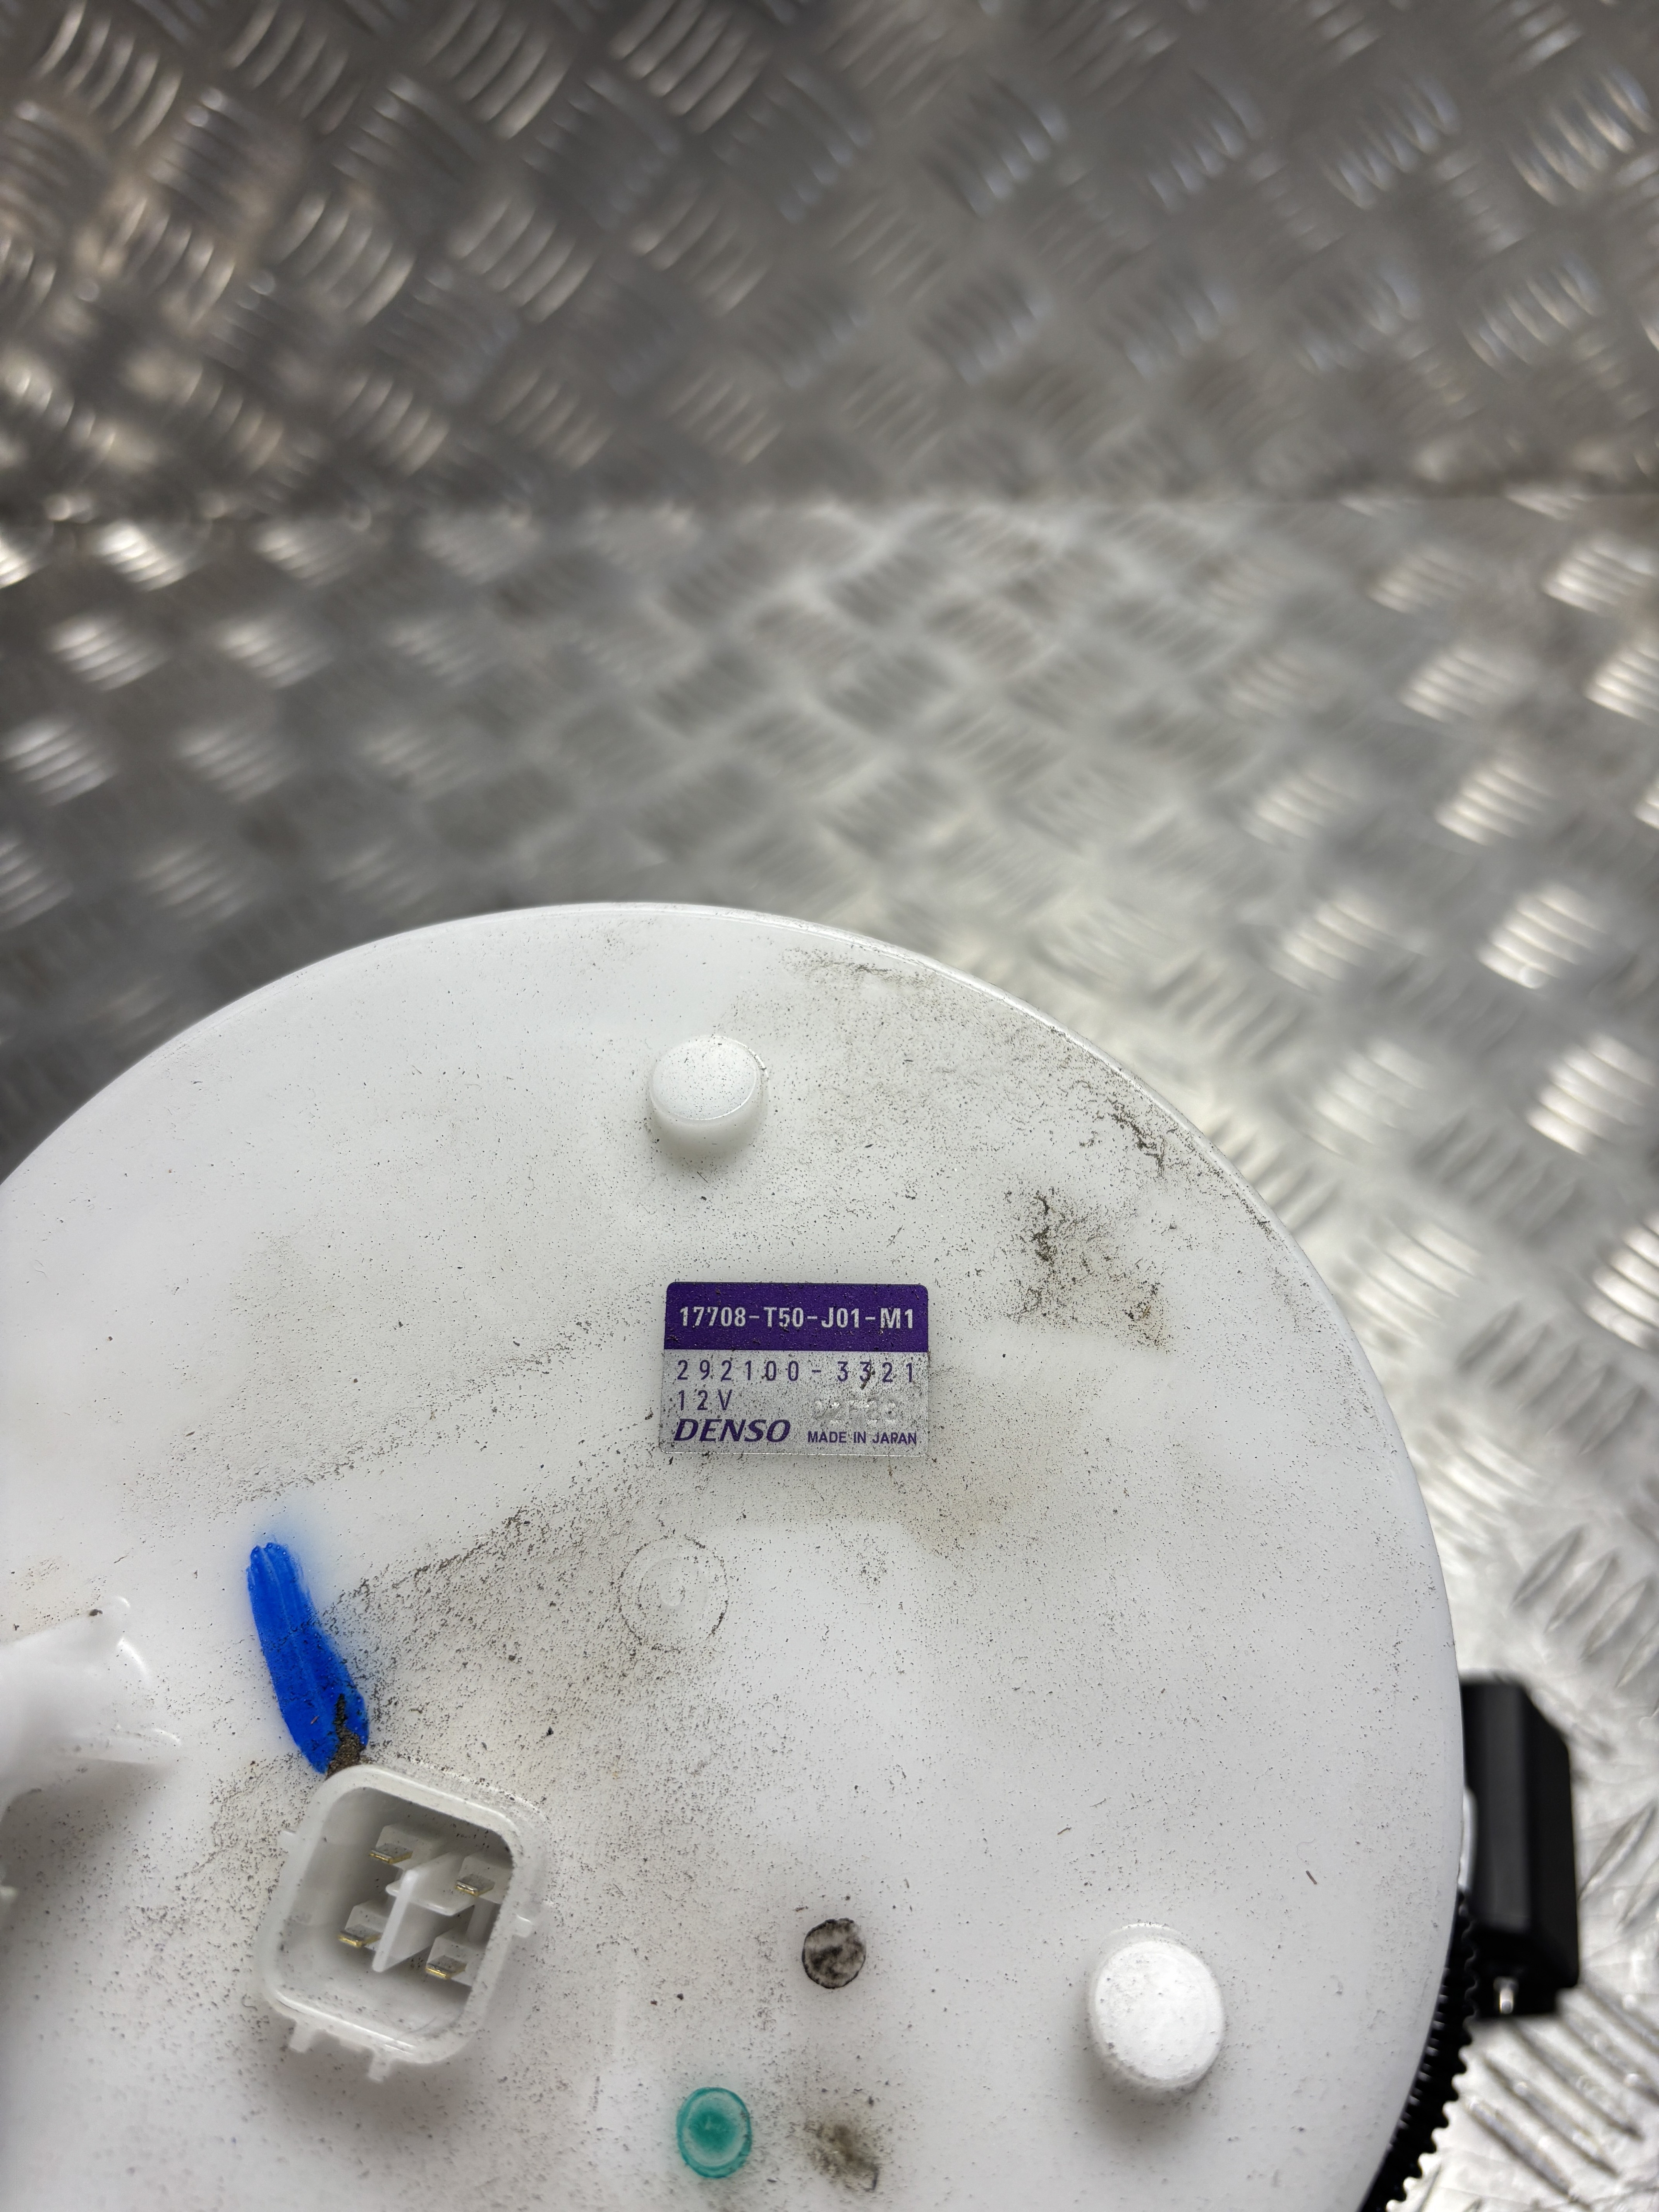 17708-T50-J01-M1
292100-3321
12V
DENSO MADE IN JAPAN